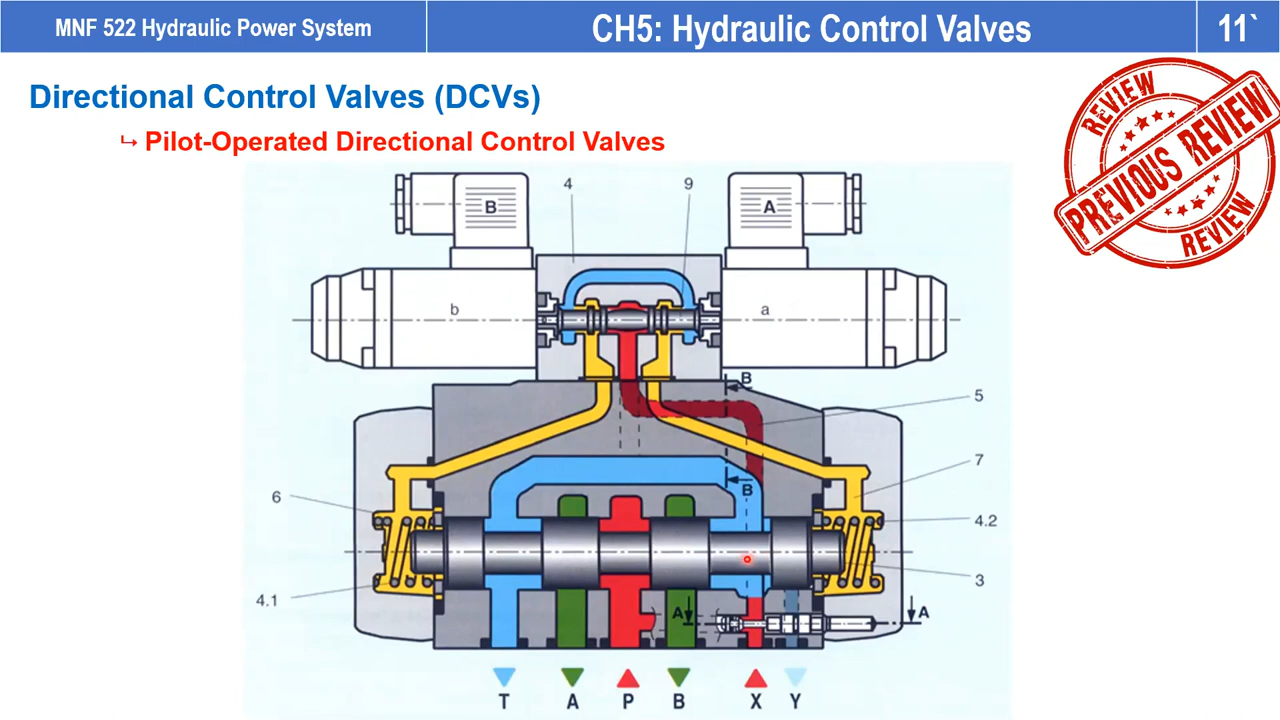 MNF 522 Hydraulic Power System
CH5: Hydraulic Control Valves
11`
Directional Control Valves (DCVs)
↪ Pilot-Operated Directional Control Valves
REVIEW
PREVIOUS REVIEW
REVIEW
4
9
B
A
b
a
B
5
7
B
6
4.2
3
4.1
A
A
T
A
P
B
X
Y